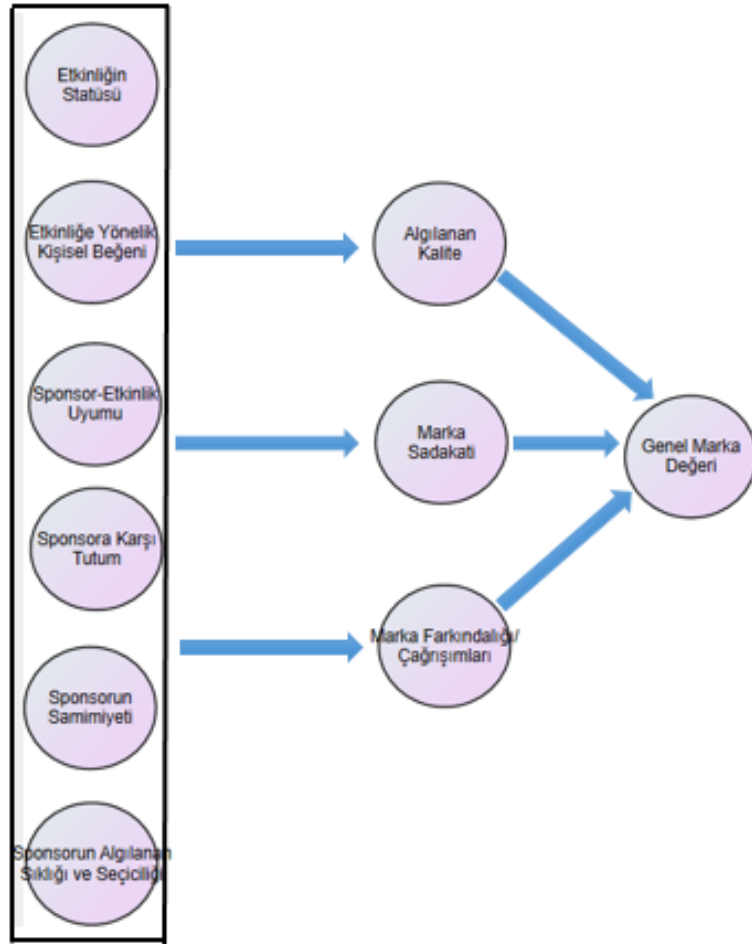 Etkinliğin
Statüsü
Etkinliğe Yönelik
Kişisel Beğeni
Sponsor-Etkinlik
Uyumu
Sponsora Karşı
Tutum
Sponsorun
Samimiyeti
Sponsorun Algılanan
Sıklığı ve Seçiciliği
Algılanan
Kalite
Marka
Sadakati
Marka Farkındalığı/
Çağrışımları
Genel Marka
Değeri